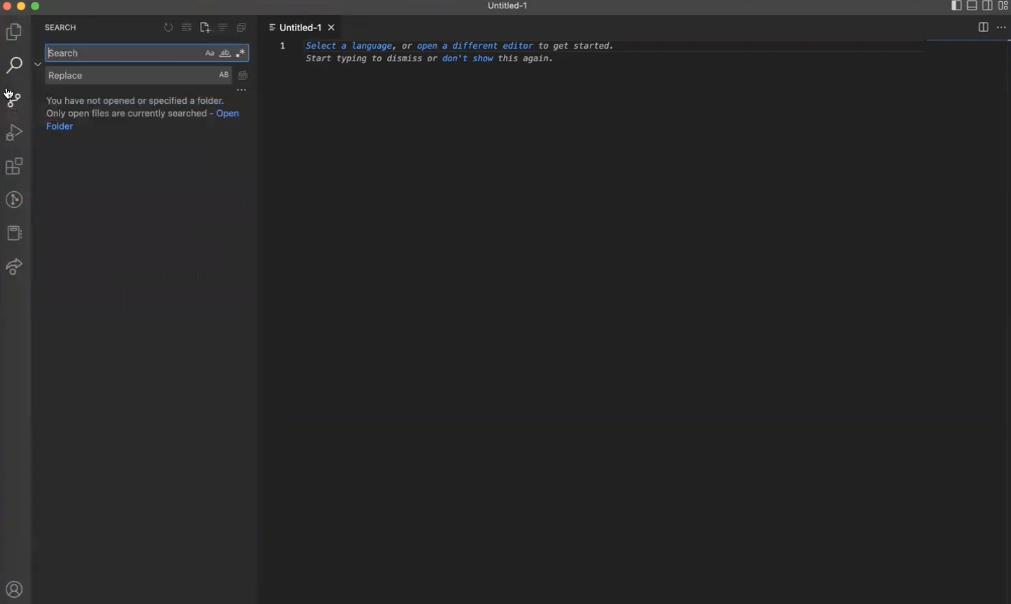 Untitled-1
SEARCH
Untitled-1
Search
Aa ab .*
Replace
AB
You have not opened or specified a folder.
Only open files are currently searched - Open
Folder
1 Select a language, or open a different editor to get started.
Start typing to dismiss or don't show this again.